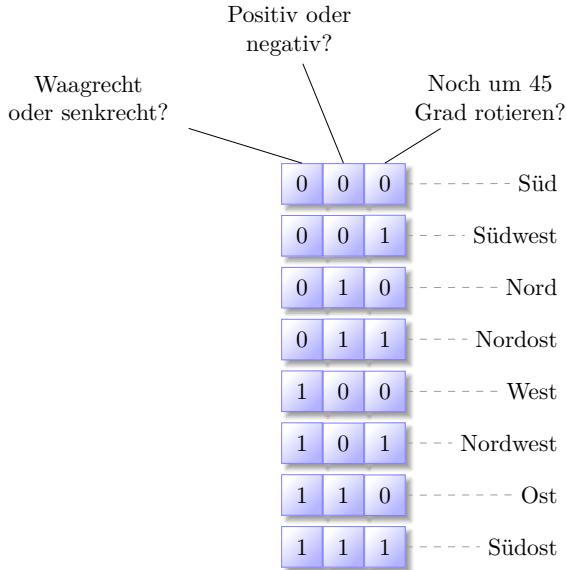 Positiv oder
negativ?
Waagrecht
oder senkrecht?
Noch um 45
Grad rotieren?
0 0 0 Süd
0 0 1 Südwest
0 1 0 Nord
0 1 1 Nordost
1 0 0 West
1 0 1 Nordwest
1 1 0 Ost
1 1 1 Südost